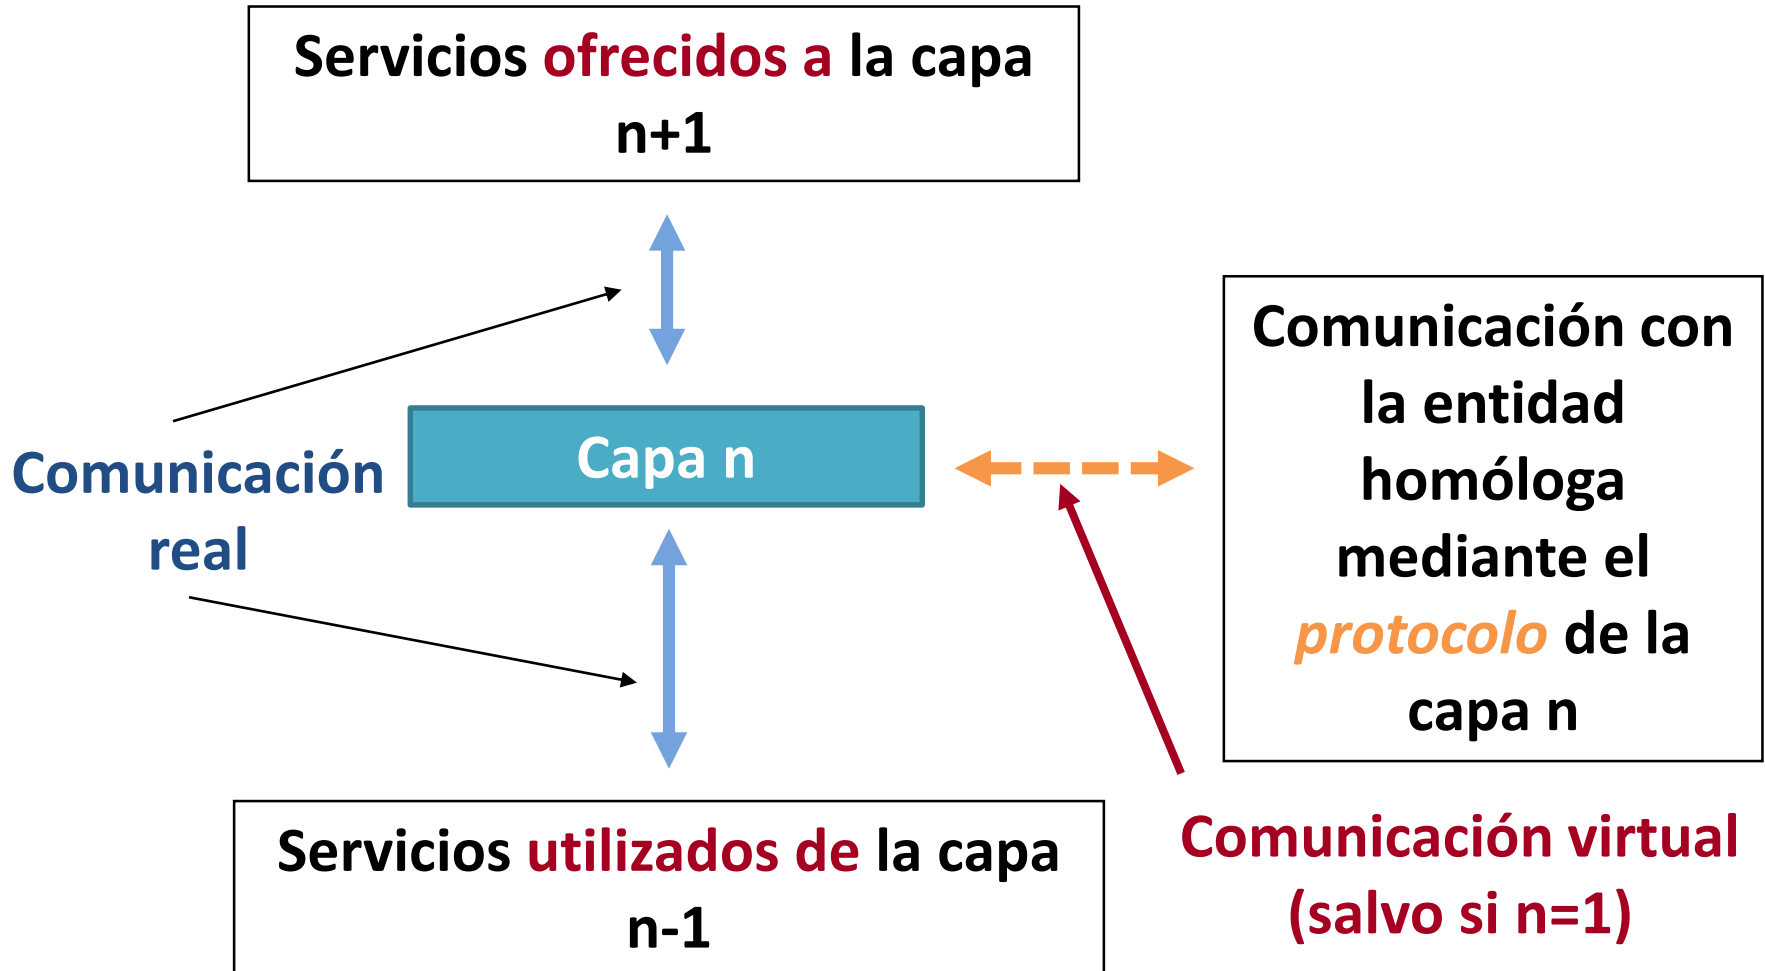 Servicios ofrecidos a la capa
n+1
Comunicación con
la entidad
homóloga
mediante el
protocolo de la
capa n
Capa n
Comunicación
real
Servicios utilizados de la capa
n-1
Comunicación virtual
(salvo si n=1)